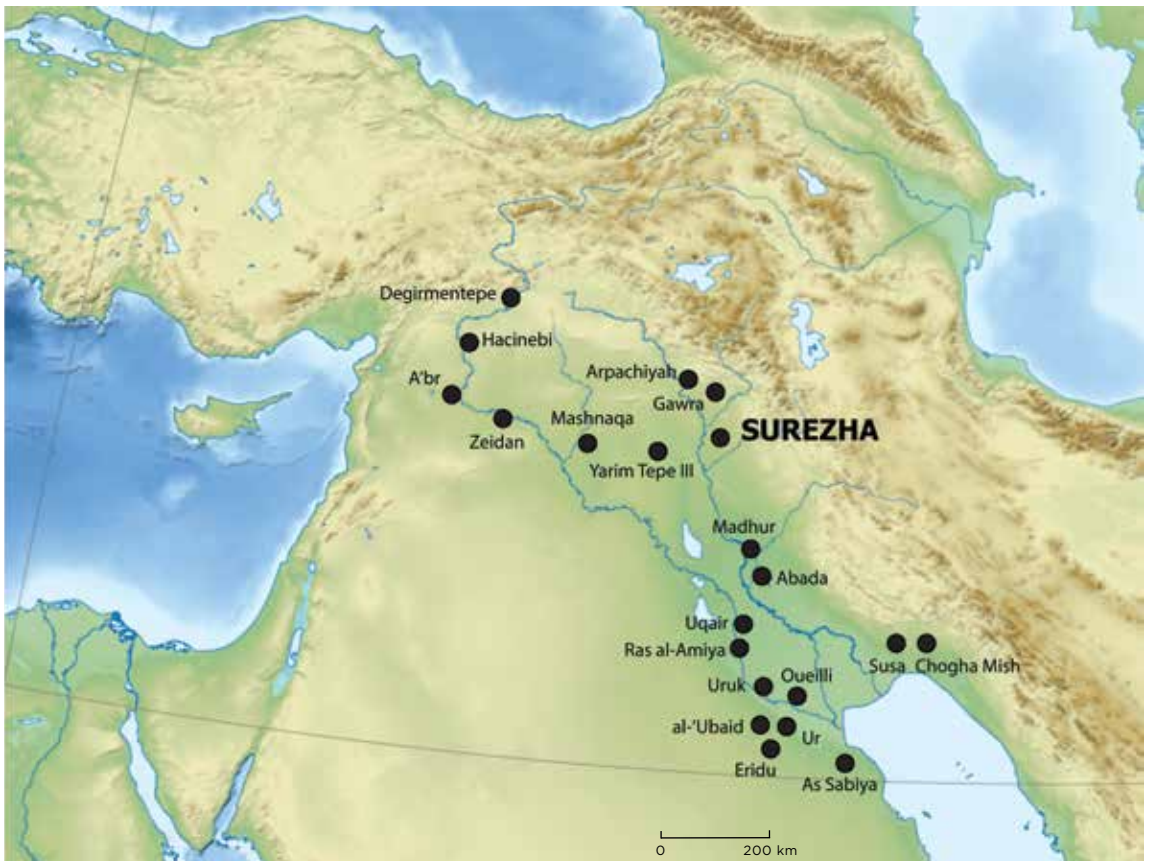 Degirmentepe
Hacinebi
A'br
Zeidan
Arpachiyah
Gawra
Mashnaqa
SUREZHA
Yarim Tepe III
Madhur
Abada
Uqair
Ras al-Amiya
Susa Chogha Mish
Uruk
Oueilli
al-'Ubaid
Ur
Eridu
As Sabiya
0 200 km